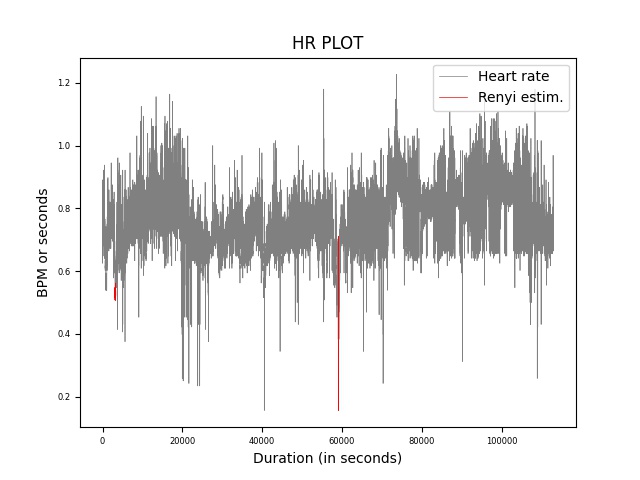 HR PLOT
Heart rate
Renyi estim.
BPM or seconds
1.2
1.0
0.8
0.6
0.4
0.2
0 20000 40000 60000 80000 100000
Duration (in seconds)